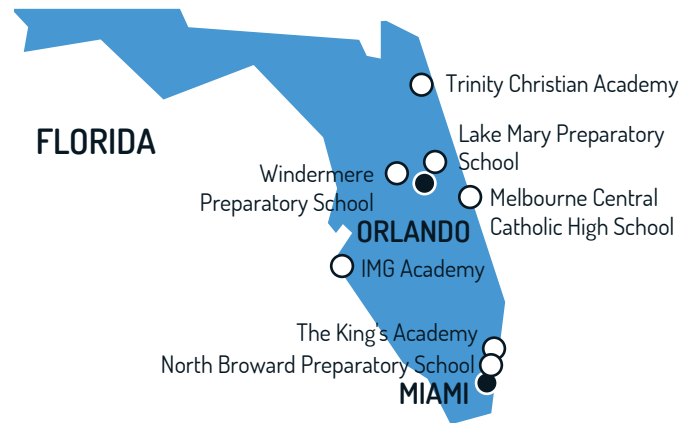 Trinity Christian Academy
FLORIDA
Lake Mary Preparatory
School
Windermere
Preparatory School
Melbourne Central
Catholic High School
ORLANDO
IMG Academy
The King's Academy
North Broward Preparatory School
MIAMI